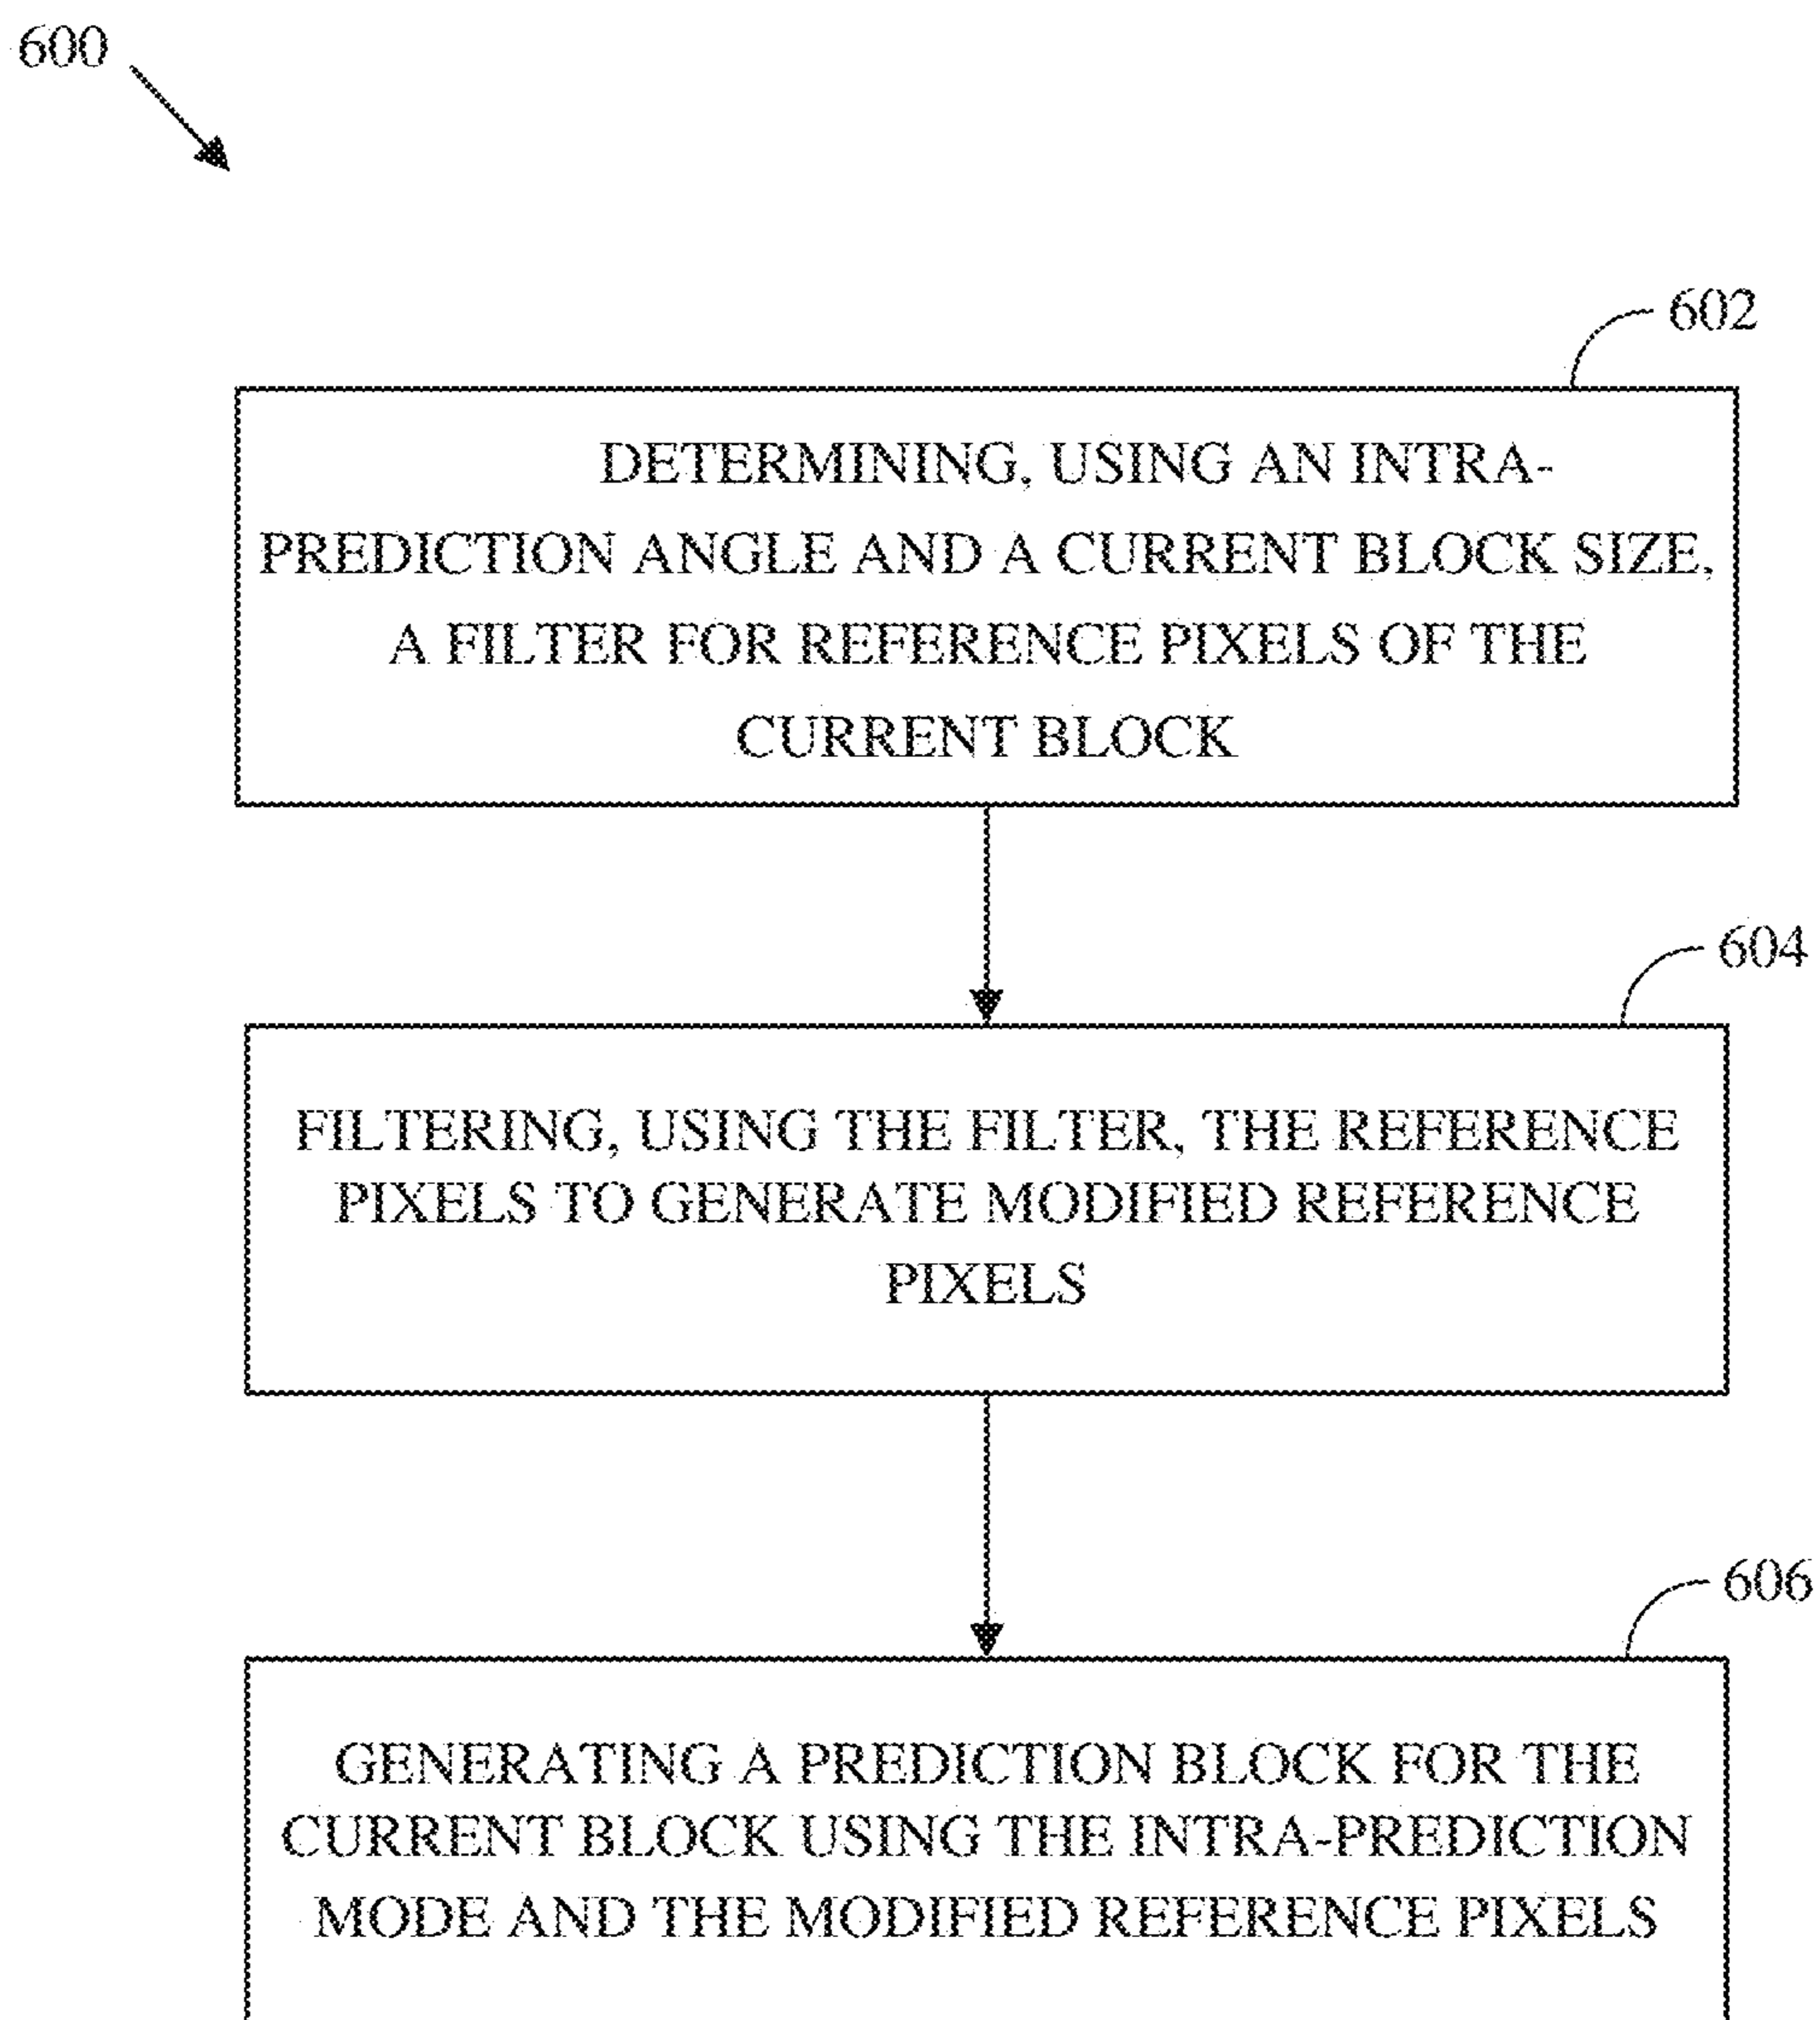 600
602
DETERMINING, USING AN INTRA-
PREDICTION ANGLE AND A CURRENT BLOCK SIZE,
A FILTER FOR REFERENCE PIXELS OF THE
CURRENT BLOCK
604
FILTERING, USING THE FILTER, THE REFERENCE
PIXELS TO GENERATE MODIFIED REFERENCE
PIXELS
606
GENERATING A PREDICTION BLOCK FOR THE
CURRENT BLOCK USING THE INTRA-PREDICTION
MODE AND THE MODIFIED REFERENCE PIXELS